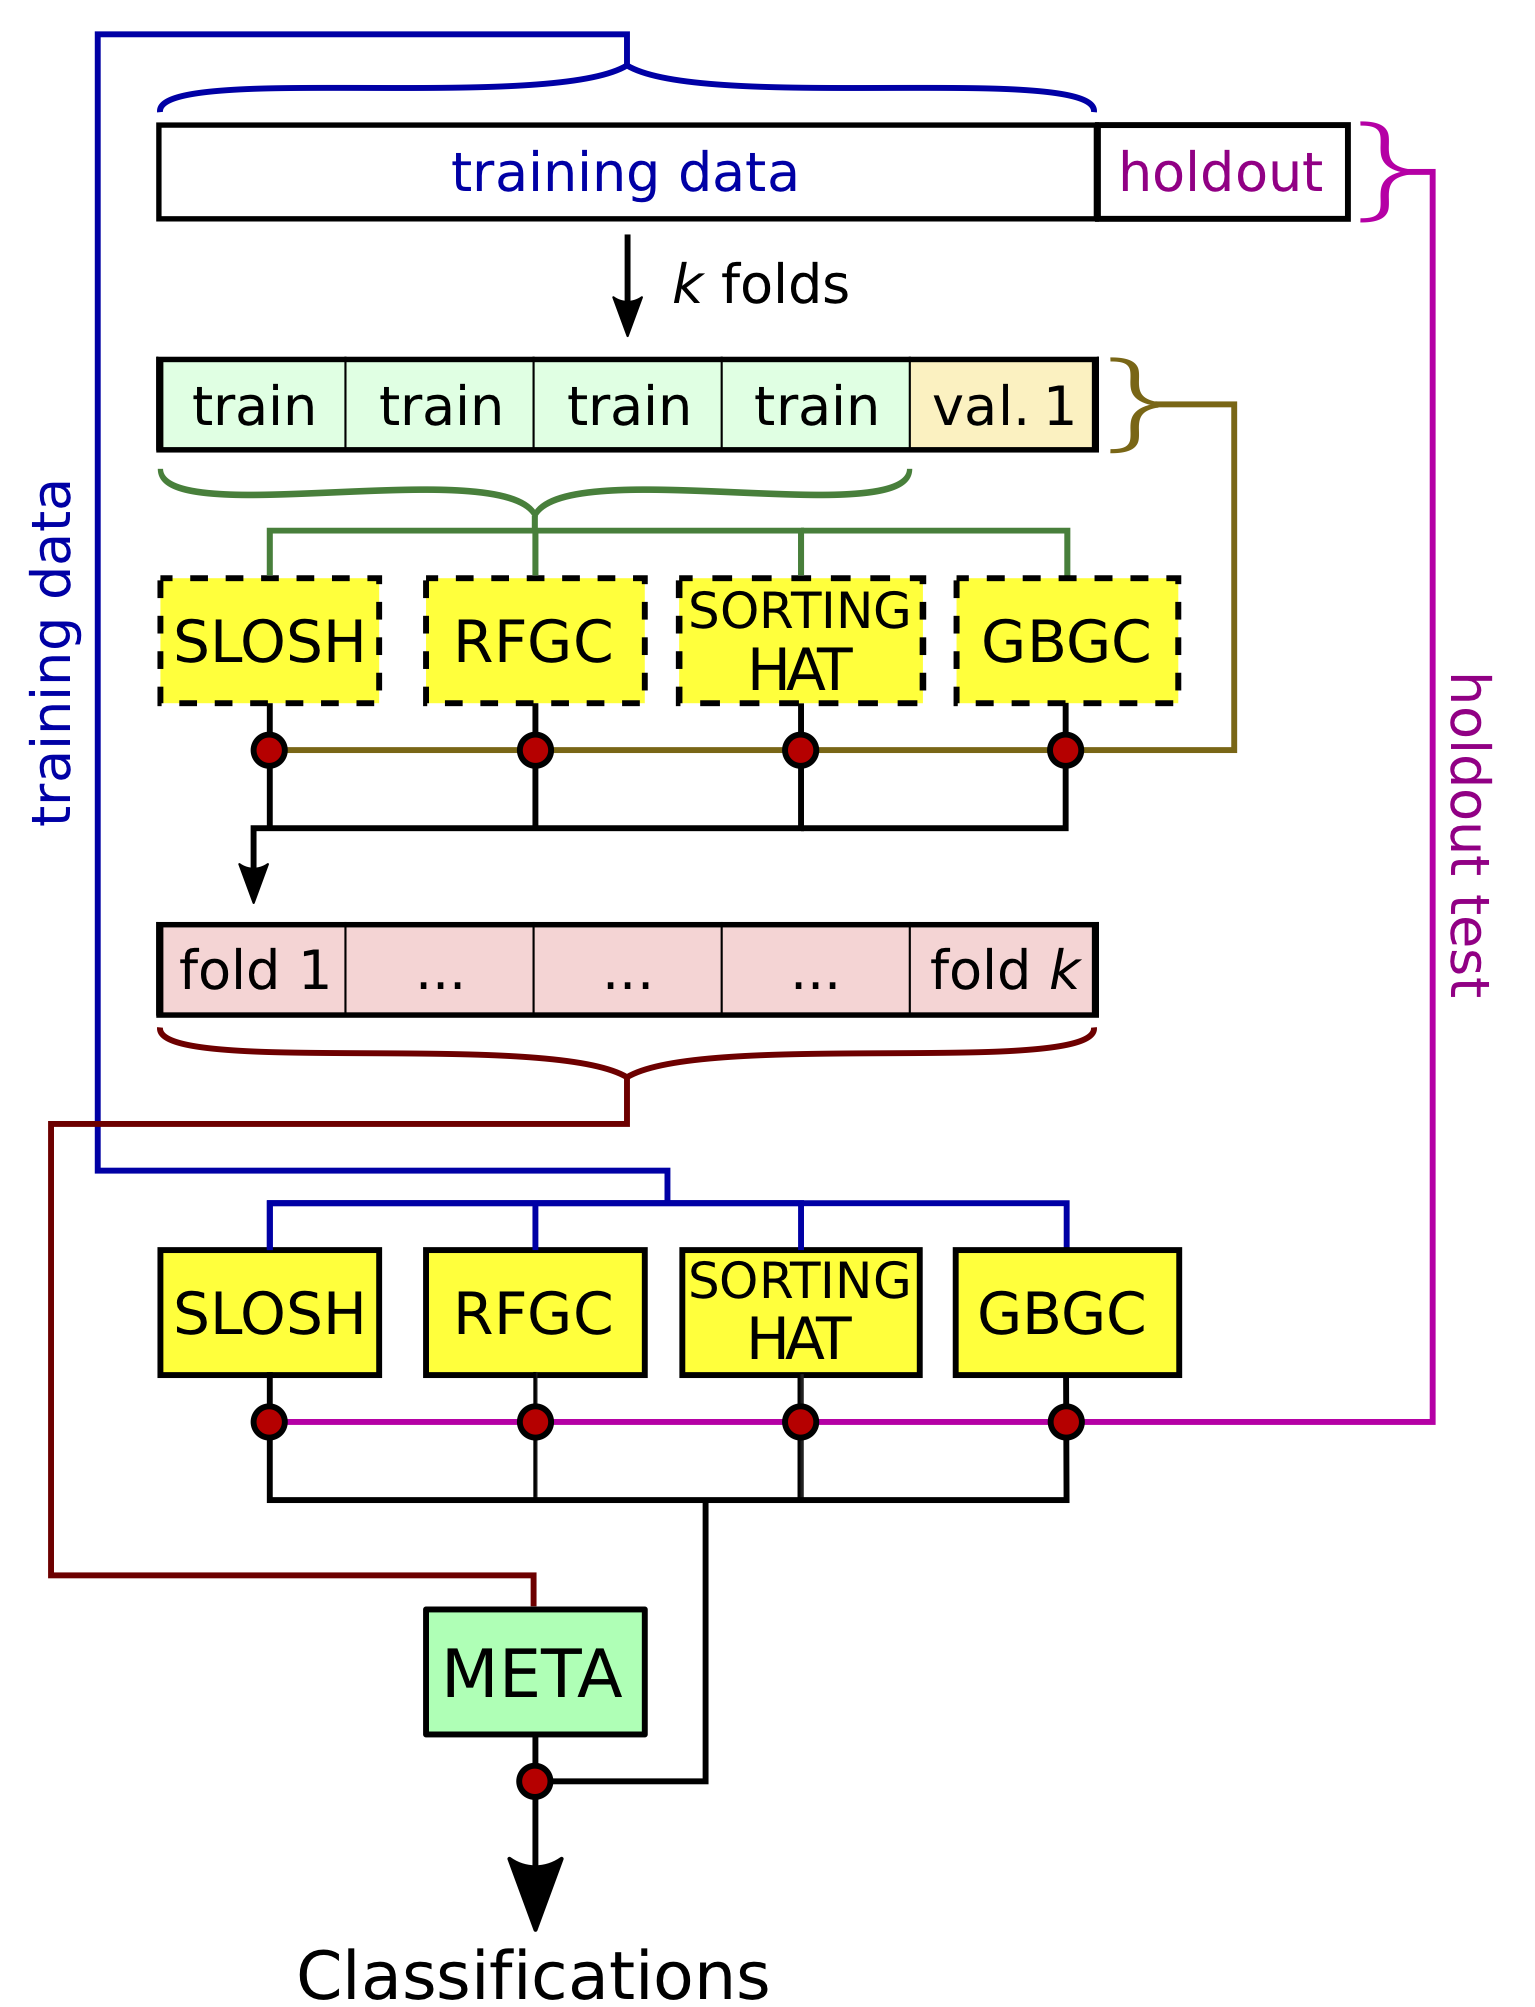 training data
holdout
k folds
train
train
train
train
val. 1
training data
SLOSH
RFGC
SORTING
HAT
GBGC
holdout test
fold 1
...
...
...
fold k
SLOSH
RFGC
SORTING
HAT
GBGC
META
Classifications